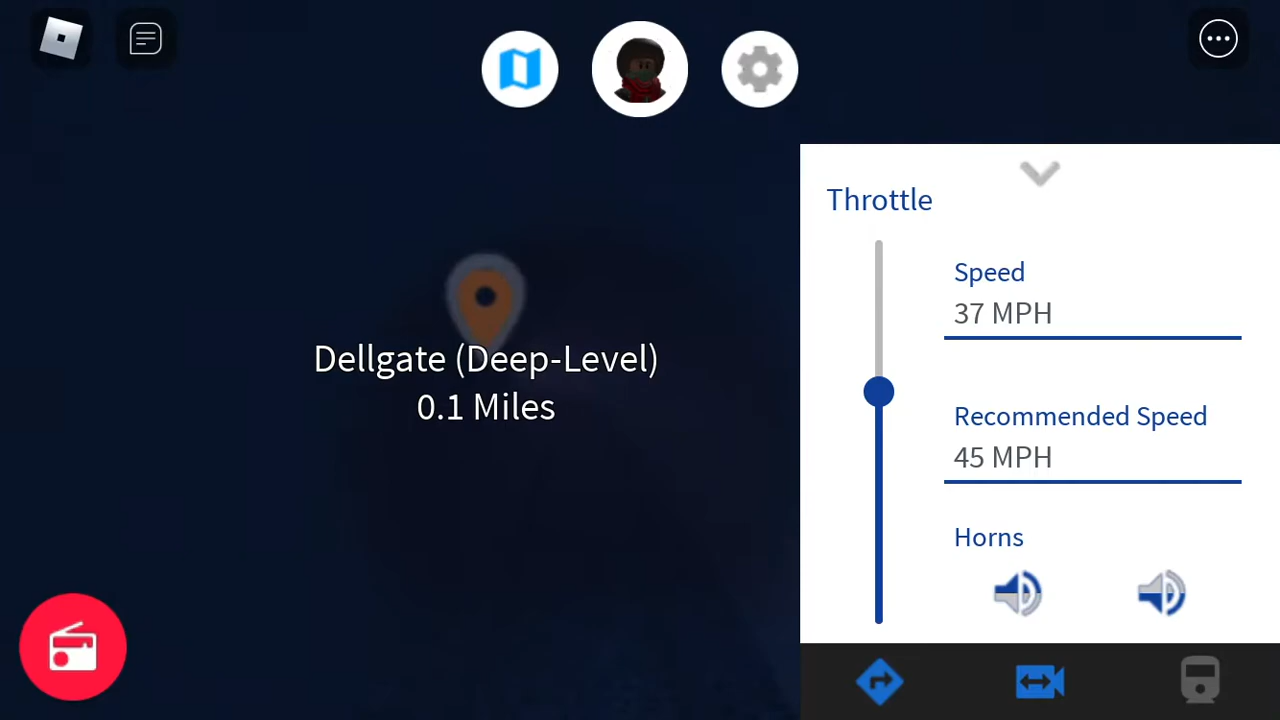 Dellgate (Deep-Level)
0.1 Miles
Throttle
Speed
37 MPH
Recommended Speed
45 MPH
Horns